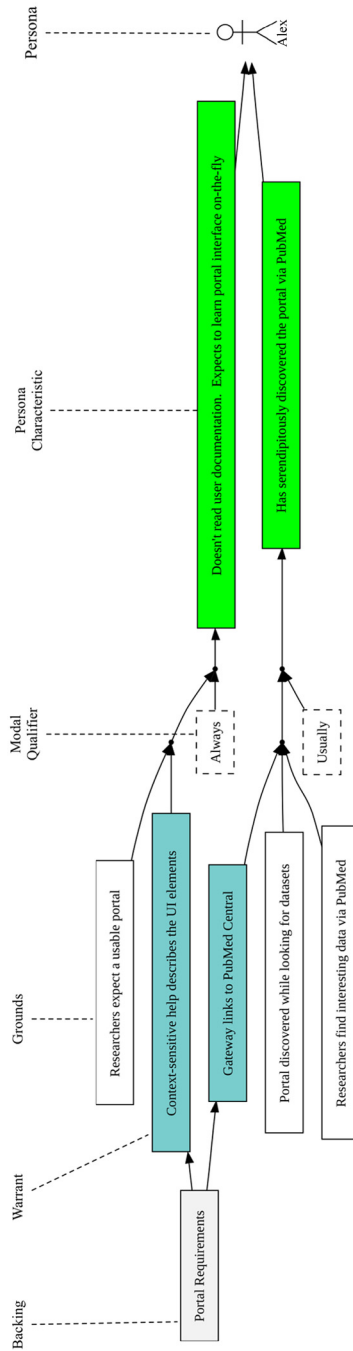 Backing
Warrant
Grounds
Modal
Qualifier
Persona
Characteristic
Persona
Researchers expect a usable portal
Context-sensitive help describes the UI elements
Always
Doesn't read user documentation.  Expects to learn portal interface on-the-fly
Alex
Portal Requirements
Gateway links to PubMed Central
Portal discovered while looking for datasets
Usually
Has serendipitously discovered the portal via PubMed
Researchers find interesting data via PubMed